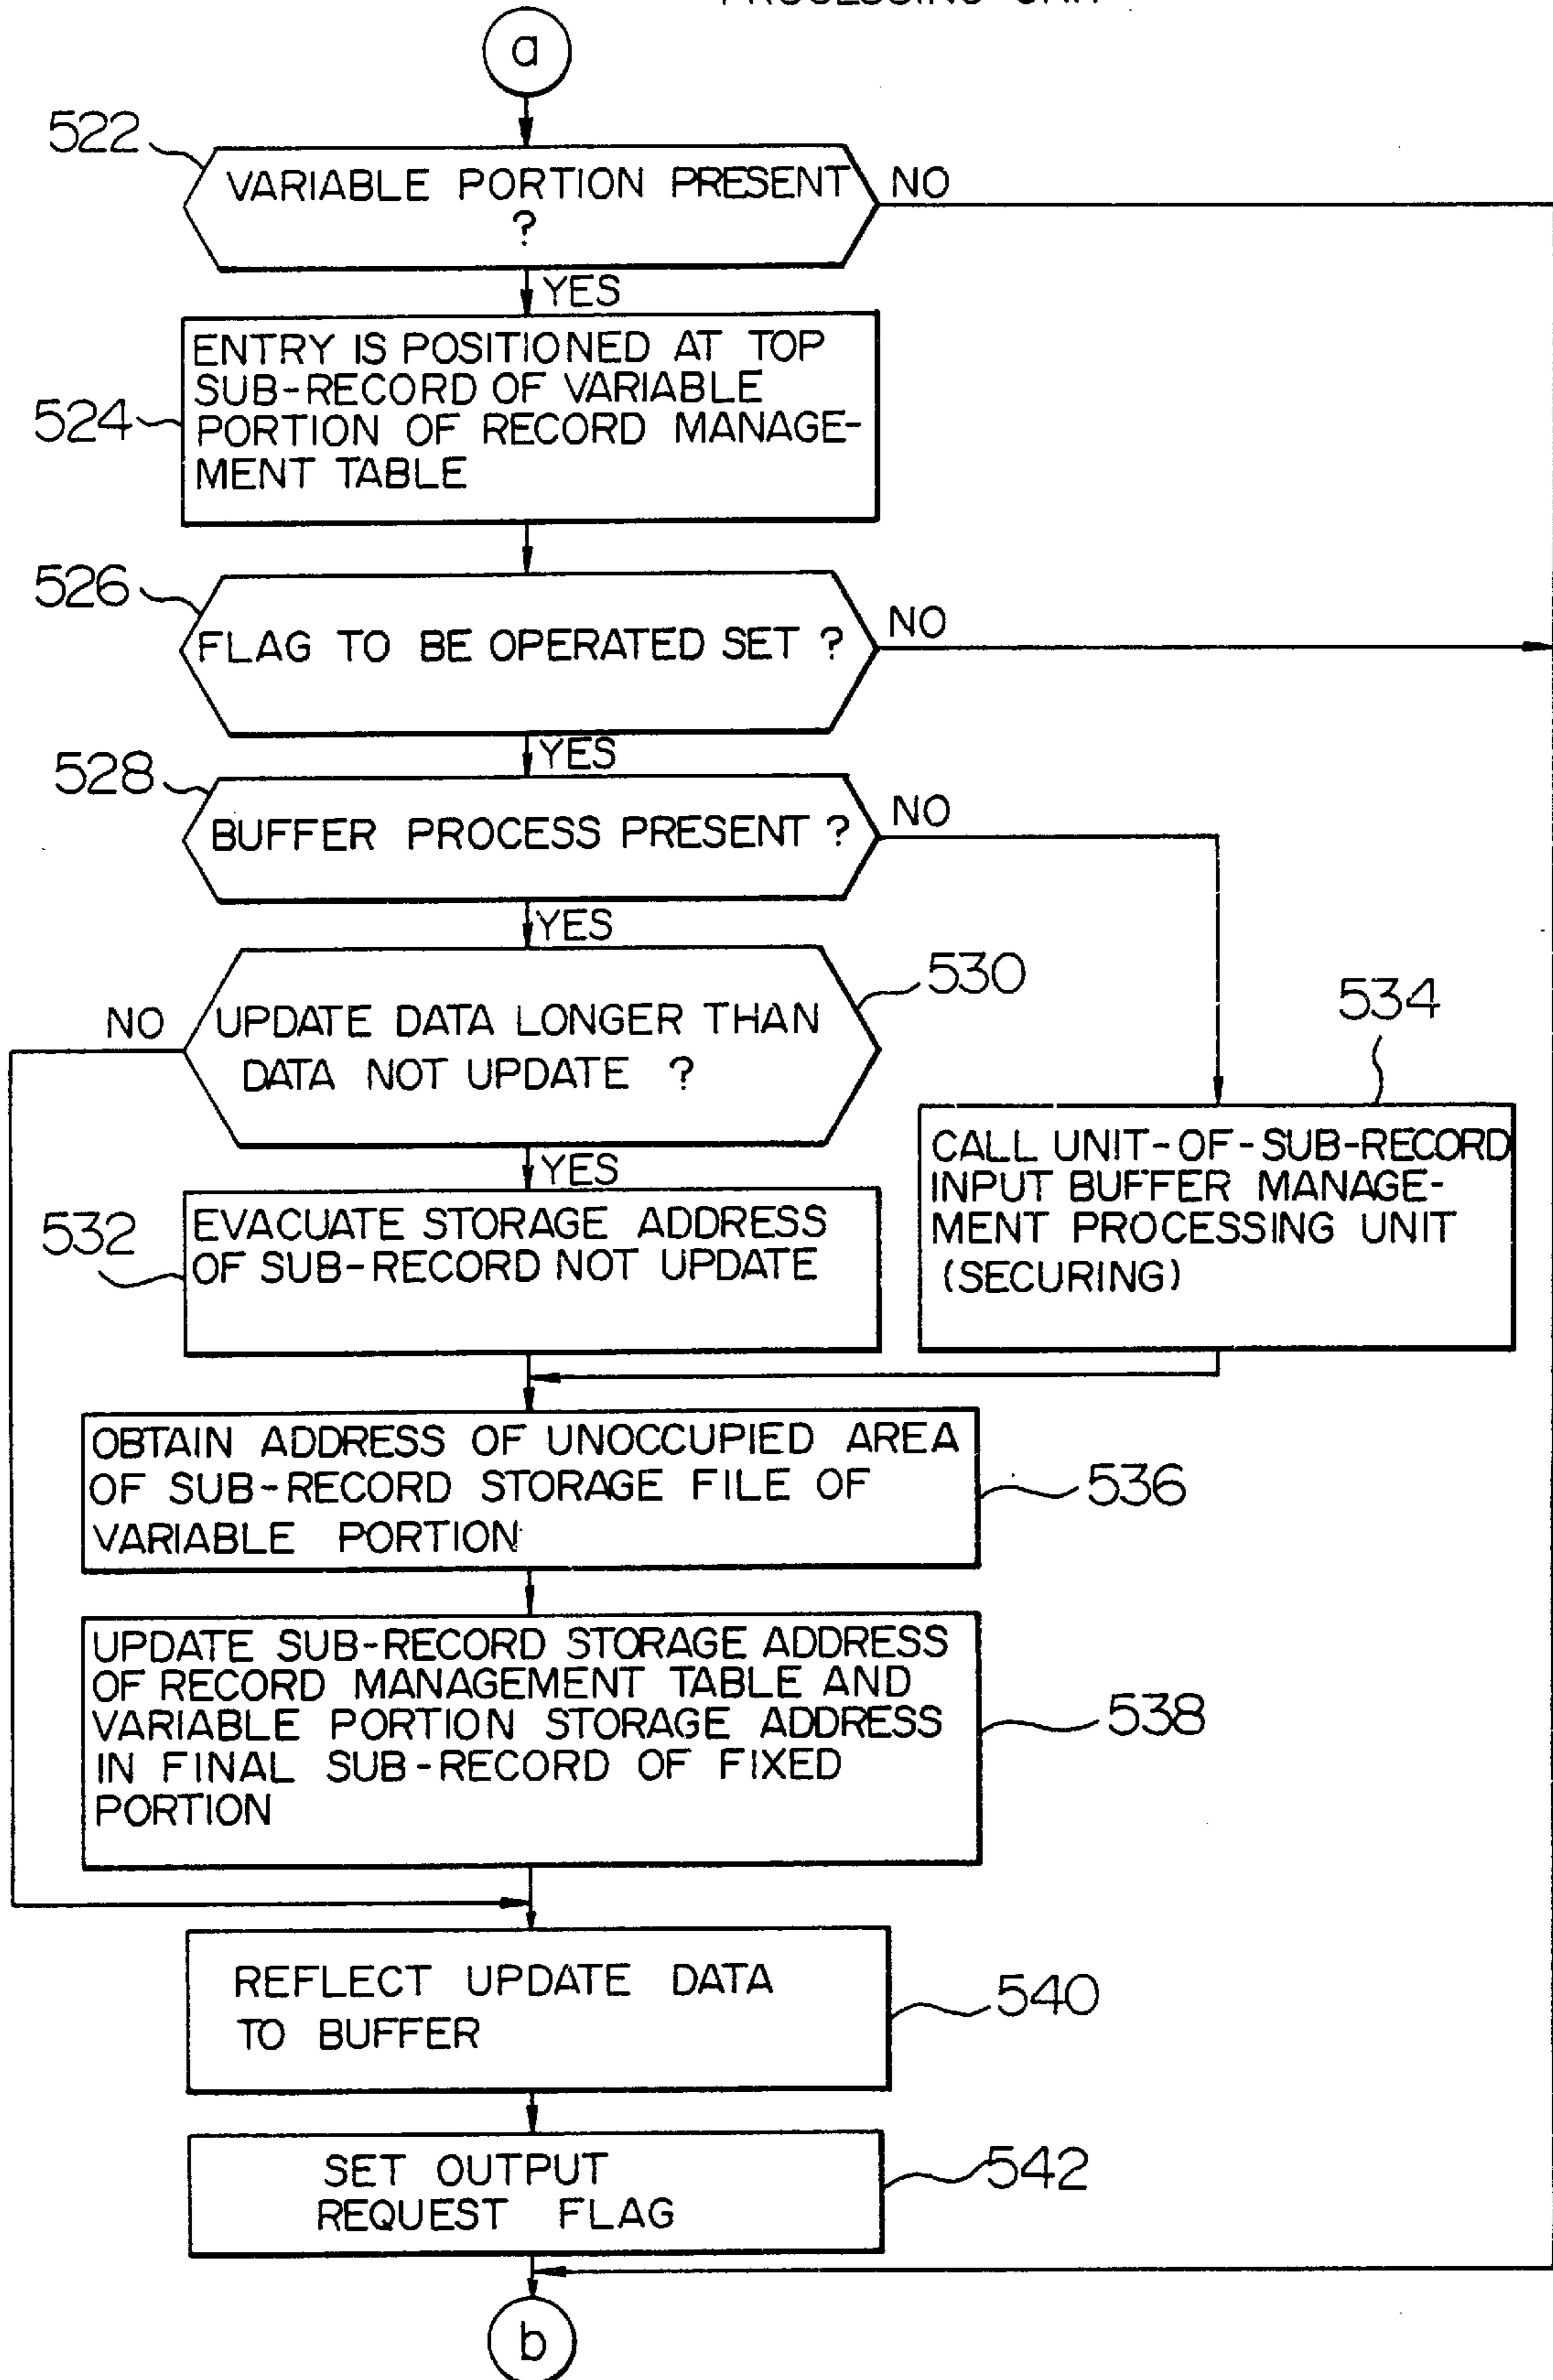 a
522
VARIABLE PORTION PRESENT
?
NO
YES
ENTRY IS POSITIONED AT TOP
SUB-RECORD OF VARIABLE
PORTION OF RECORD MANAGE-
MENT TABLE
524
526
FLAG TO BE OPERATED SET ?
NO
YES
528
BUFFER PROCESS PRESENT ?
NO
YES
530
UPDATE DATA LONGER THAN
DATA NOT UPDATE ?
NO
YES
534
CALL UNIT-OF-SUB-RECORD
INPUT BUFFER MANAGE-
MENT PROCESSING UNIT
(SECURING)
532
EVACUATE STORAGE ADDRESS
OF SUB-RECORD NOT UPDATE
OBTAIN ADDRESS OF UNOCCUPIED AREA
OF SUB-RECORD STORAGE FILE OF
VARIABLE PORTION
536
UPDATE SUB-RECORD STORAGE ADDRESS
OF RECORD MANAGEMENT TABLE AND
VARIABLE PORTION STORAGE ADDRESS
IN FINAL SUB-RECORD OF FIXED
PORTION
538
REFLECT UPDATE DATA
TO BUFFER
540
SET OUTPUT
REQUEST FLAG
542
b